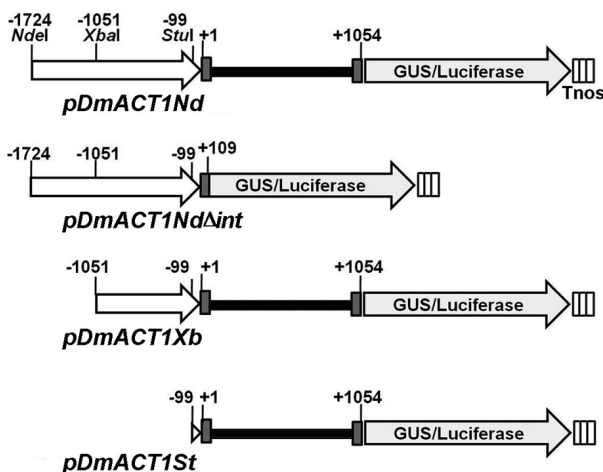 -1724 -1051 -99
NdeI XbaI StuI +1 +1054
GUS/Luciferase
Tnos
pDmACT1Nd
-1724 -1051 -99 +109
GUS/Luciferase
pDmACT1NdΔint
-1051 -99 +1 +1054
GUS/Luciferase
pDmACT1Xb
-99 +1 +1054
GUS/Luciferase
pDmACT1St